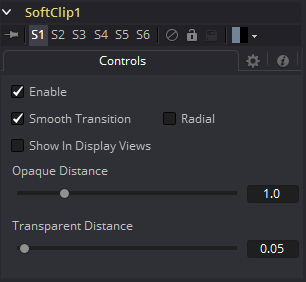 SoftClip1
S1 S2 S3 S4 S5 S6
Controls
Enable
Smooth Transition Radial
Show In Display Views
Opaque Distance
1.0
Transparent Distance
0.05